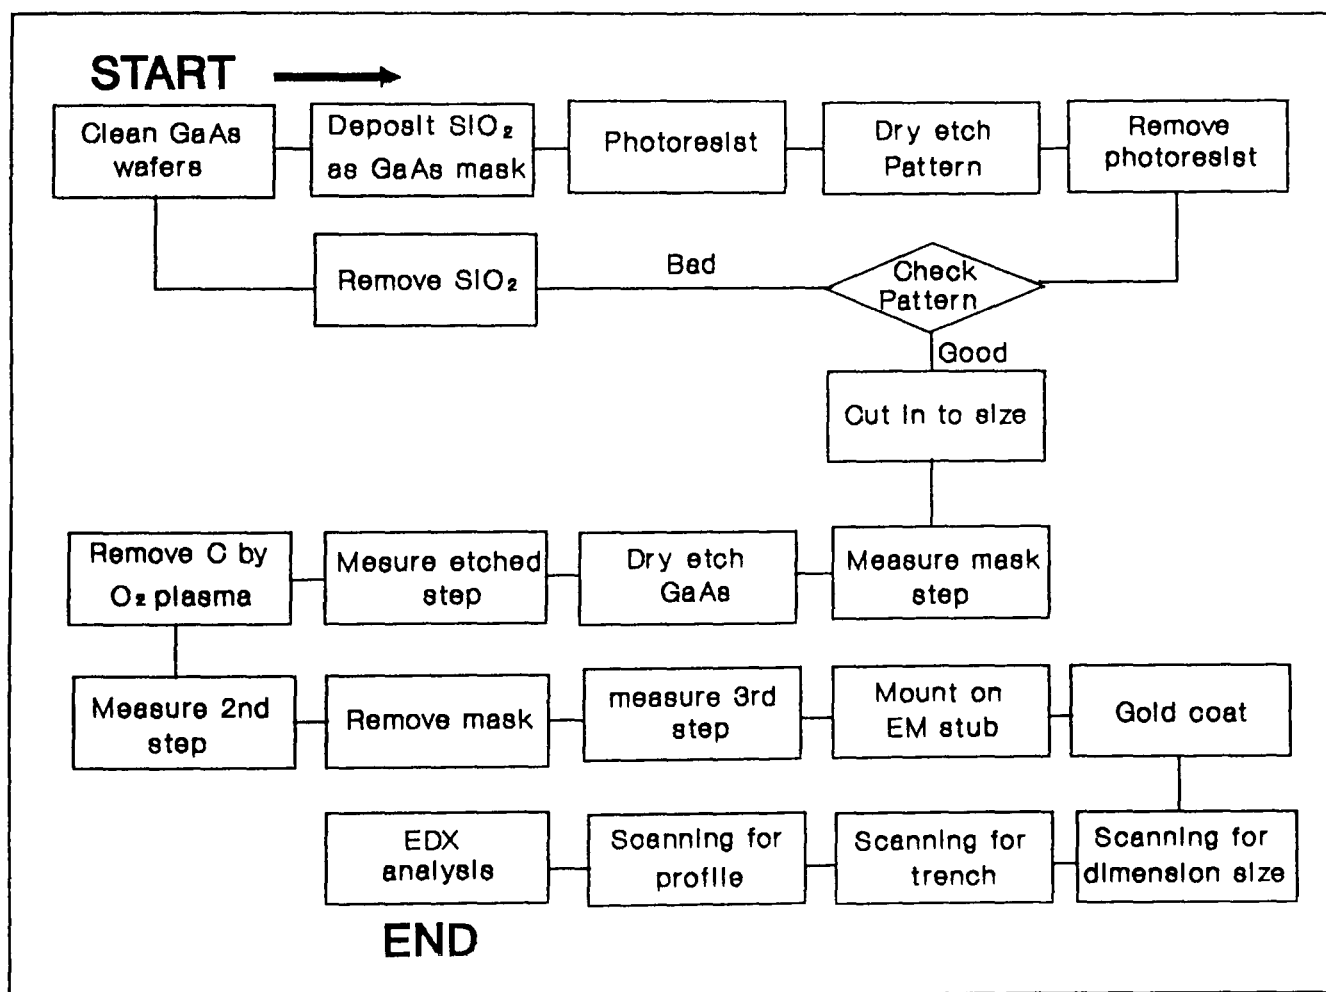 START
Clean GaAs
wafers
Deposit SiO₂
as GaAs mask
Photoresist
Dry etch
Pattern
Remove
photoresist
Remove SiO₂
Bad
Check
Pattern
Good
Cut in to size
Remove C by
O₂ plasma
Mesure etched
step
Dry etch
GaAs
Measure mask
step
Measure 2nd
step
Remove mask
measure 3rd
step
Mount on
EM stub
Gold coat
EDX
analysis
Scanning for
profile
Scanning for
trench
Scanning for
dimension size
END